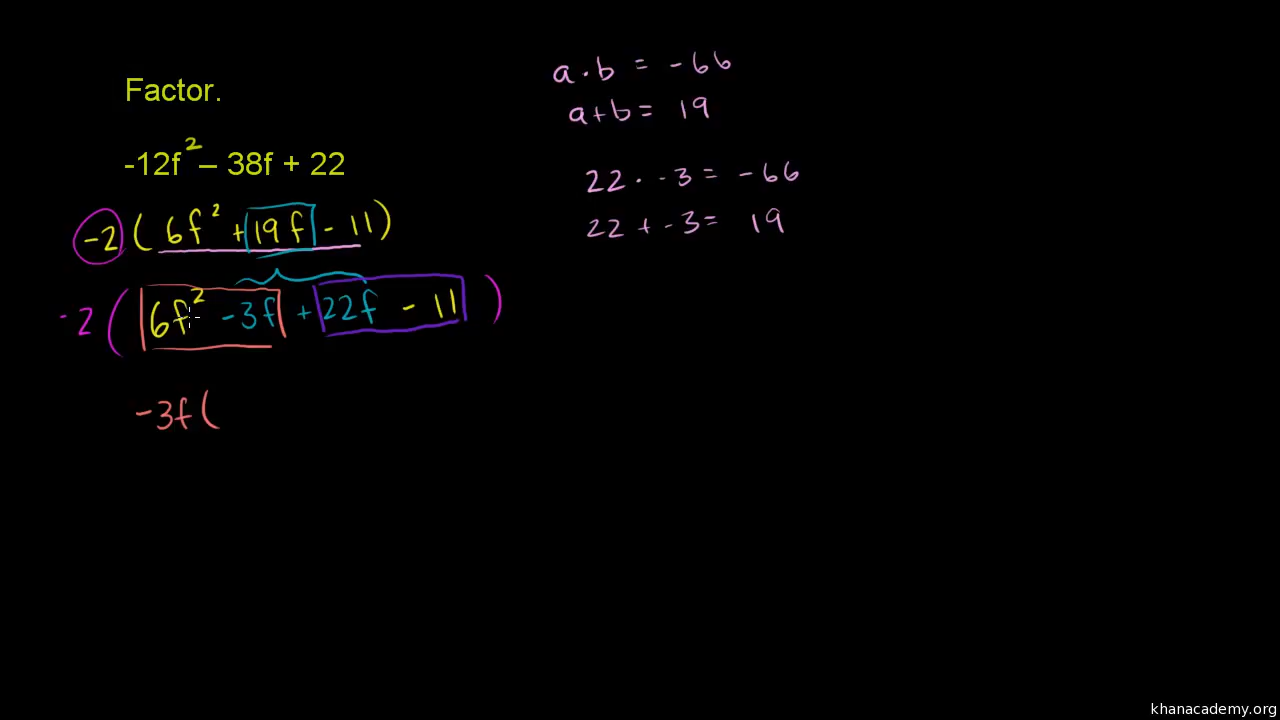 Factor.
-12f² – 38f + 22
-2 ( 6f² + 19f - 11 )
-2 ( 6f² - 3f + 22f - 11 )
-3f (
a · b = -66
a + b = 19
22 · -3 = -66
22 + -3 = 19
khanacademy.org